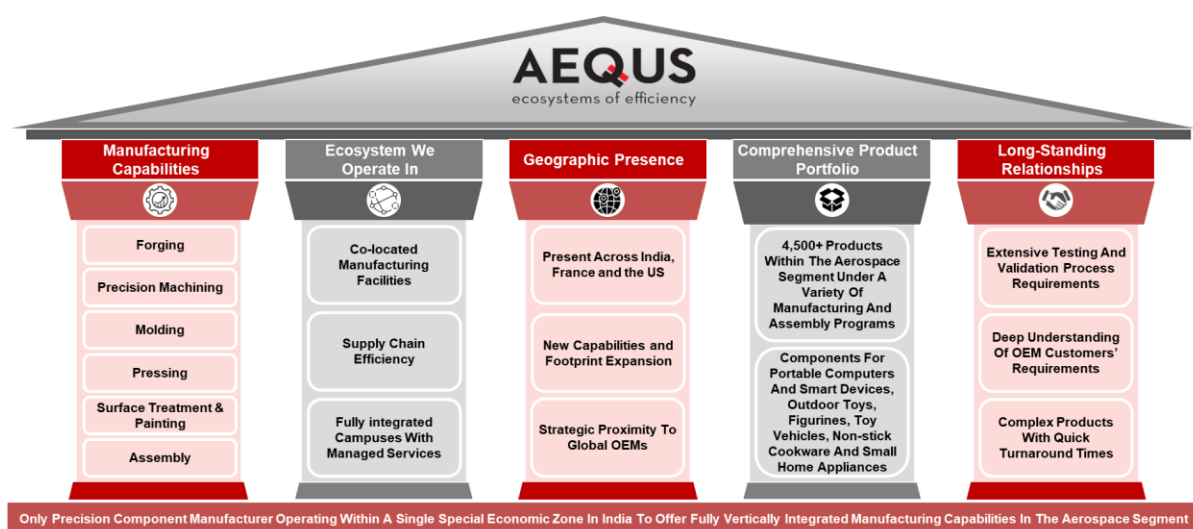 AEQUS
ecosystems of efficiency
Manufacturing
Capabilities
Forging
Precision Machining
Molding
Pressing
Surface Treatment &
Painting
Assembly
Ecosystem We
Operate In
Co-located
Manufacturing
Facilities
Supply Chain
Efficiency
Fully integrated
Campuses With
Managed Services
Geographic Presence
Present Across India,
France and the US
New Capabilities and
Footprint Expansion
Strategic Proximity To
Global OEMs
Comprehensive Product
Portfolio
4,500+ Products
Within The Aerospace
Segment Under A
Variety Of
Manufacturing And
Assembly Programs
Components For
Portable Computers
And Smart Devices,
Outdoor Toys,
Figurines, Toy
Vehicles, Non-stick
Cookware And Small
Home Appliances
Long-Standing
Relationships
Extensive Testing And
Validation Process
Requirements
Deep Understanding
Of OEM Customers’
Requirements
Complex Products
With Quick
Turnaround Times
Only Precision Component Manufacturer Operating Within A Single Special Economic Zone In India To Offer Fully Vertically Integrated Manufacturing Capabilities In The Aerospace Segment